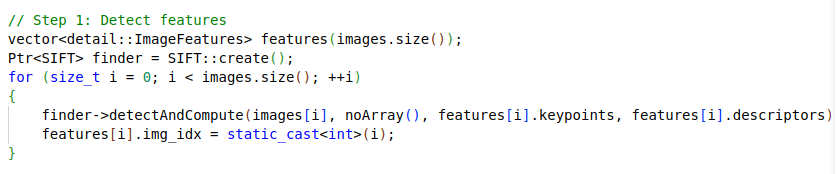 // Step 1: Detect features
vector<detail::ImageFeatures> features(images.size());
Ptr<SIFT> finder = SIFT::create();
for (size_t i = 0; i < images.size(); ++i)
{
    finder->detectAndCompute(images[i], noArray(), features[i].keypoints, features[i].descriptors)
    features[i].img_idx = static_cast<int>(i);
}